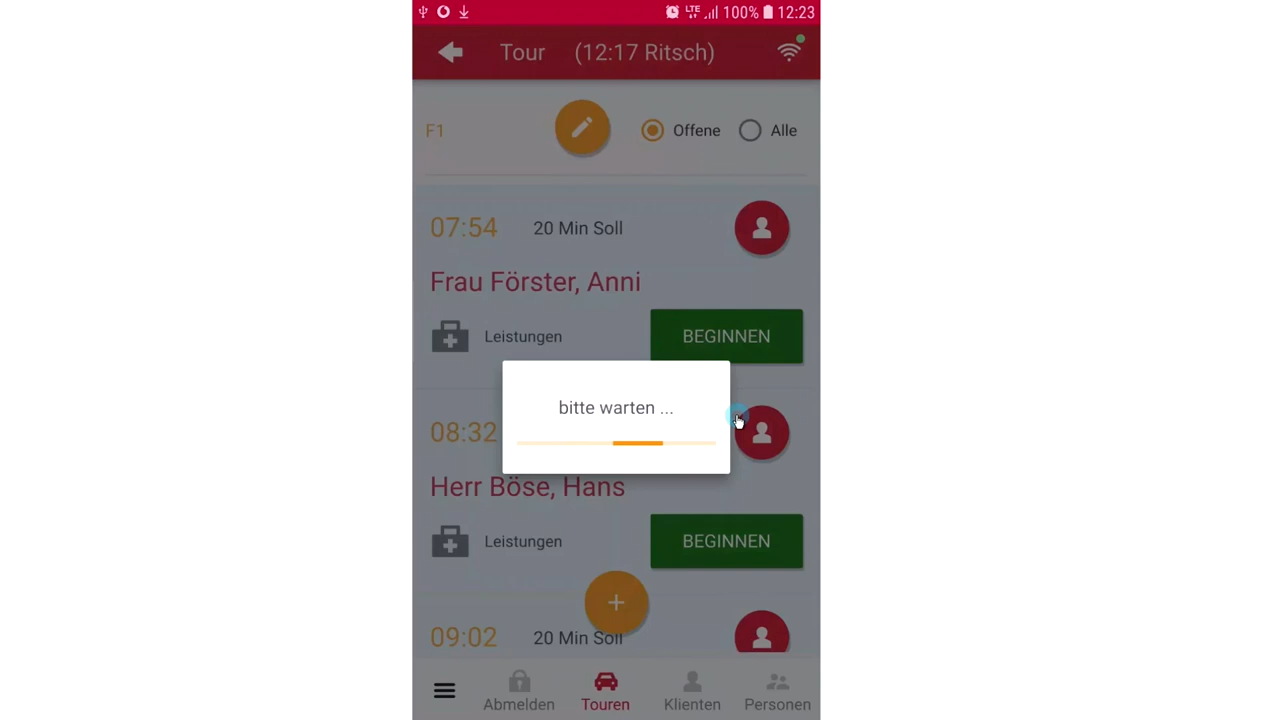 LTE 100% 12:23
Tour (12:17 Ritsch)
F1 Offene Alle
07:54 20 Min Soll
Frau Förster, Anni
Leistungen BEGINNEN
bitte warten ...
08:32
Herr Böse, Hans
Leistungen BEGINNEN
+
09:02 20 Min Soll
Abmelden Touren Klienten Personen